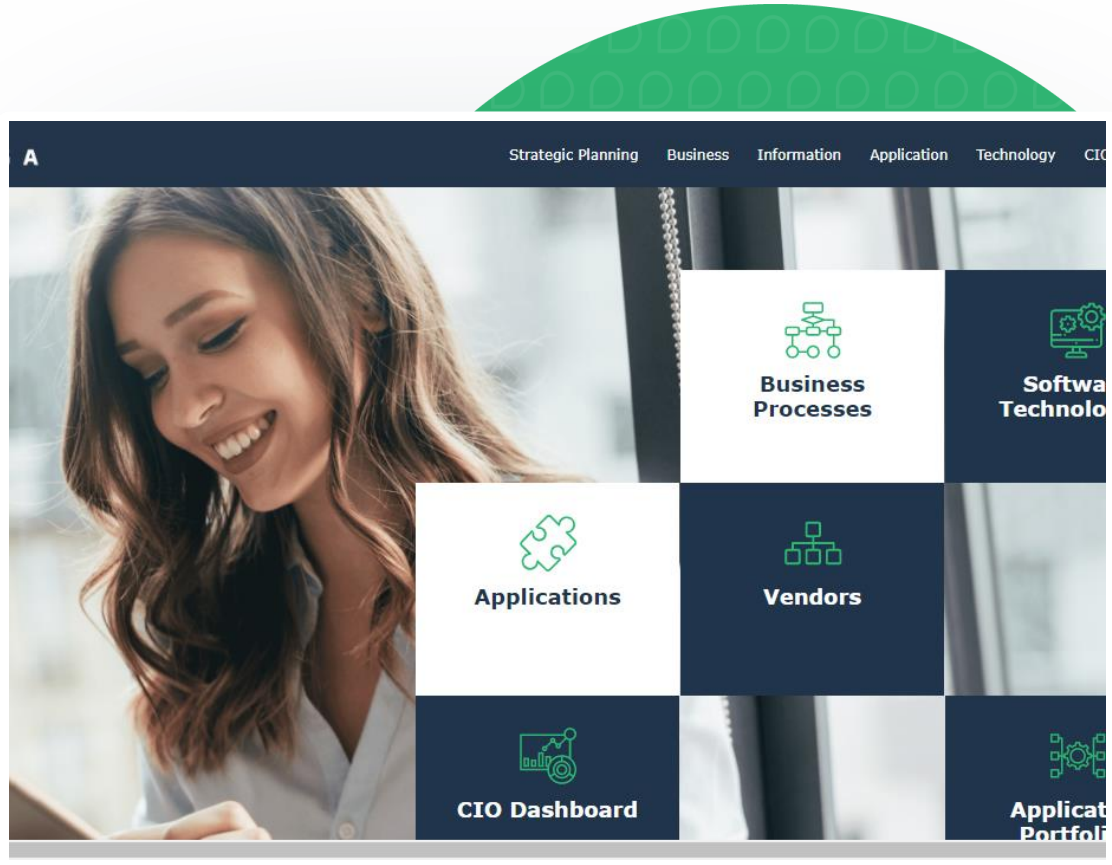 A
Strategic Planning Business Information Application Technology
Business
Processes
Applications
Vendors
CIO Dashboard